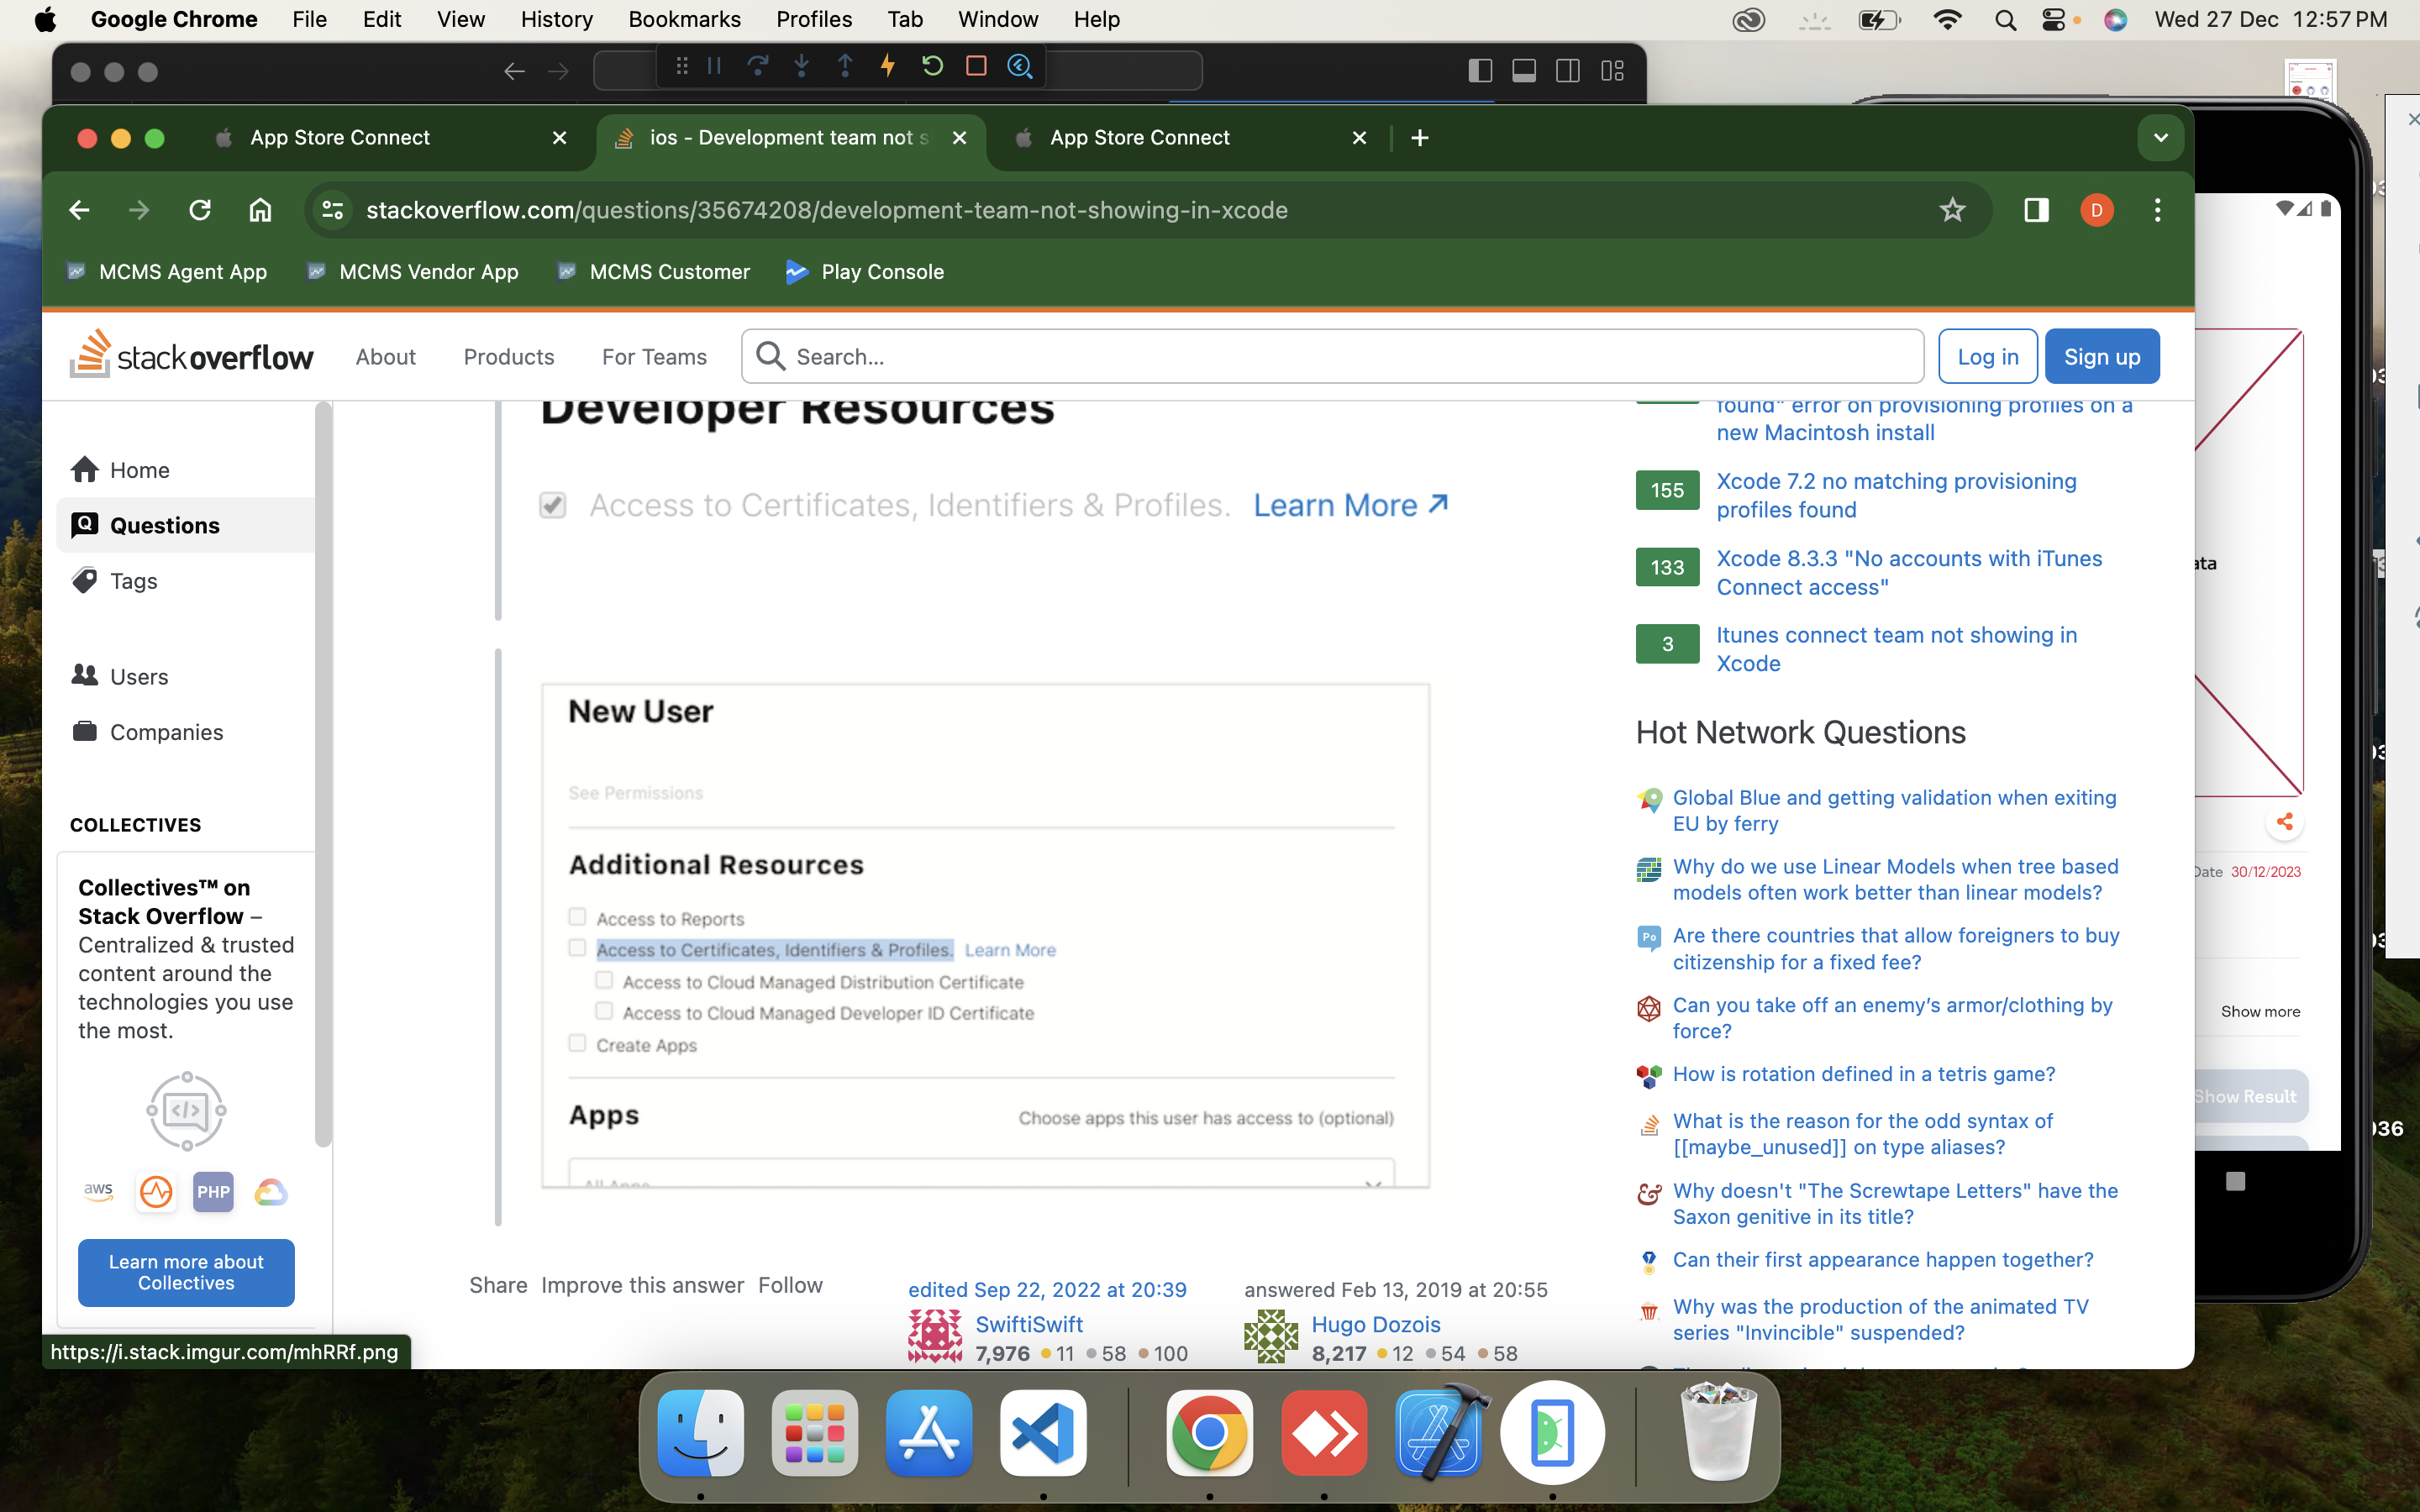 Google Chrome File Edit View History Bookmarks Profiles Tab Window Help Wed 27 Dec 12:57 PM
App Store Connect
ios - Development team not s
App Store Connect
stackoverflow.com/questions/35674208/development-team-not-showing-in-xcode
D
MCMS Agent App MCMS Vendor App MCMS Customer Play Console
stackoverflow About Products For Teams Search... Log in Sign up
Home
Questions
Tags
Users
Companies
COLLECTIVES
Collectives™ on
Stack Overflow –
Centralized & trusted
content around the
technologies you use
the most.
aws PHP
Learn more about
Collectives
https://i.stack.imgur.com/mhRRf.png
Developer Resources
Access to Certificates, Identifiers & Profiles. Learn More
New User
See Permissions
Additional Resources
Access to Reports
Access to Certificates, Identifiers & Profiles. Learn More
Access to Cloud Managed Distribution Certificate
Access to Cloud Managed Developer ID Certificate
Create Apps
Apps Choose apps this user has access to (optional)
All Apps
Share Improve this answer Follow
edited Sep 22, 2022 at 20:39
SwiftiSwift
7,976 11 58 100
answered Feb 13, 2019 at 20:55
Hugo Dozois
8,217 12 54 58
found" error on provisioning profiles on a
new Macintosh install
155 Xcode 7.2 no matching provisioning
profiles found
133 Xcode 8.3.3 "No accounts with iTunes
Connect access"
3 Itunes connect team not showing in
Xcode
Hot Network Questions
Global Blue and getting validation when exiting
EU by ferry
Why do we use Linear Models when tree based
models often work better than linear models?
Po Are there countries that allow foreigners to buy
citizenship for a fixed fee?
Can you take off an enemy's armor/clothing by
force?
How is rotation defined in a tetris game?
What is the reason for the odd syntax of
[[maybe_unused]] on type aliases?
Why doesn't "The Screwtape Letters" have the
Saxon genitive in its title?
Can their first appearance happen together?
Why was the production of the animated TV
series "Invincible" suspended?
ata
Date 30/12/2023
Show more
Show Result
036